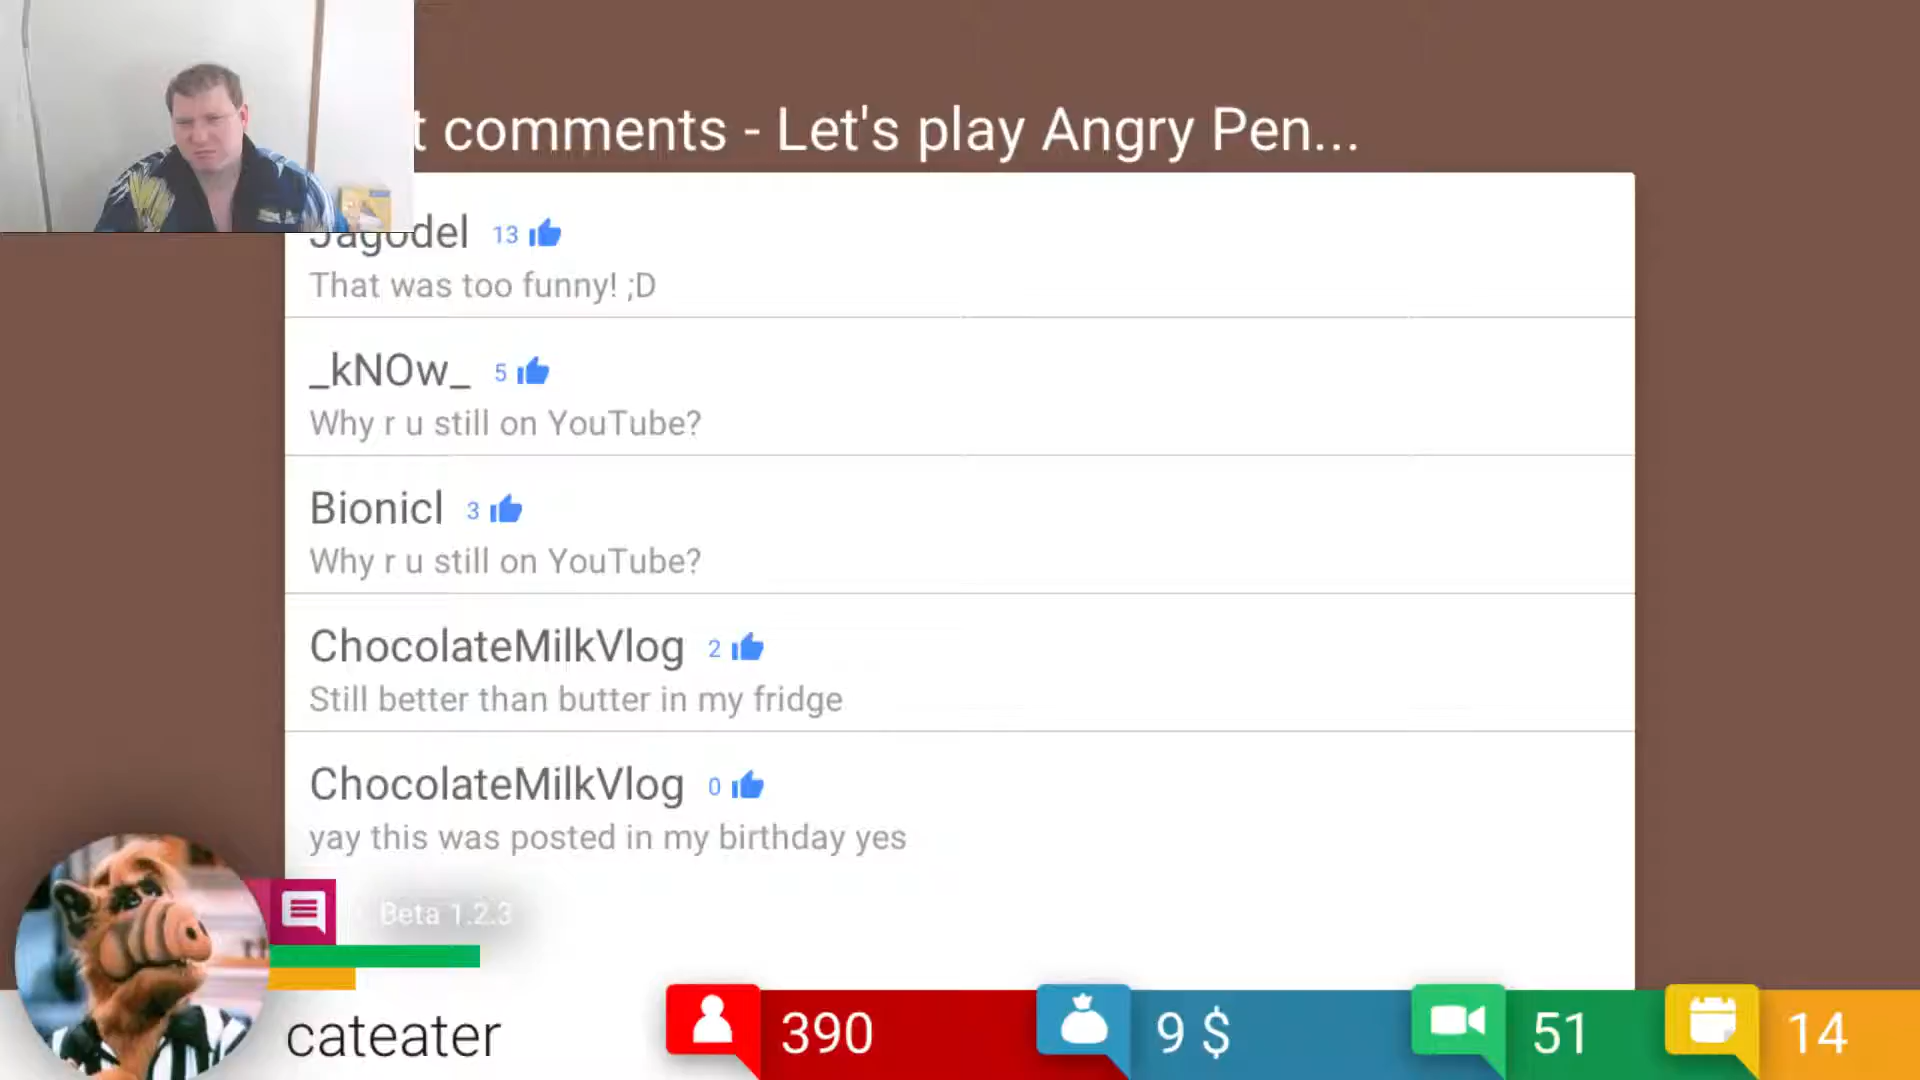 comments - Let's play Angry Pen...
Jagodel 13
That was too funny! ;D
_kNOw_ 5
Why r u still on YouTube?
Bionicl 3
Why r u still on YouTube?
ChocolateMilkVlog 2
Still better than butter in my fridge
ChocolateMilkVlog 0
yay this was posted in my birthday yes
Beta 1.2.3
cateater
390
9 $
51
14